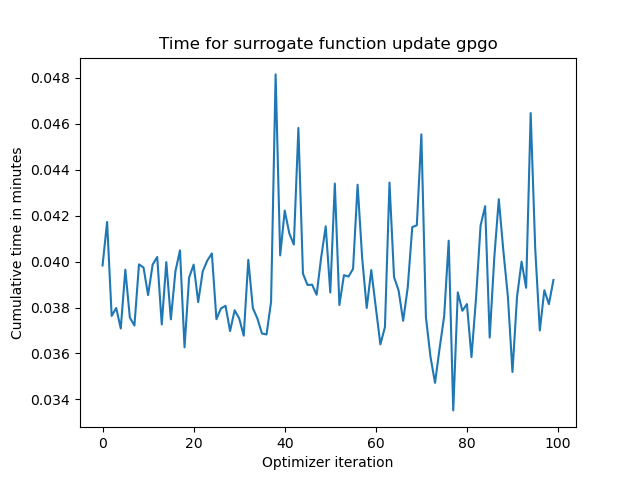 Time for surrogate function update gpgo
Cumulative time in minutes
0.048
0.046
0.044
0.042
0.040
0.038
0.036
0.034
0 20 40 60 80 100
Optimizer iteration